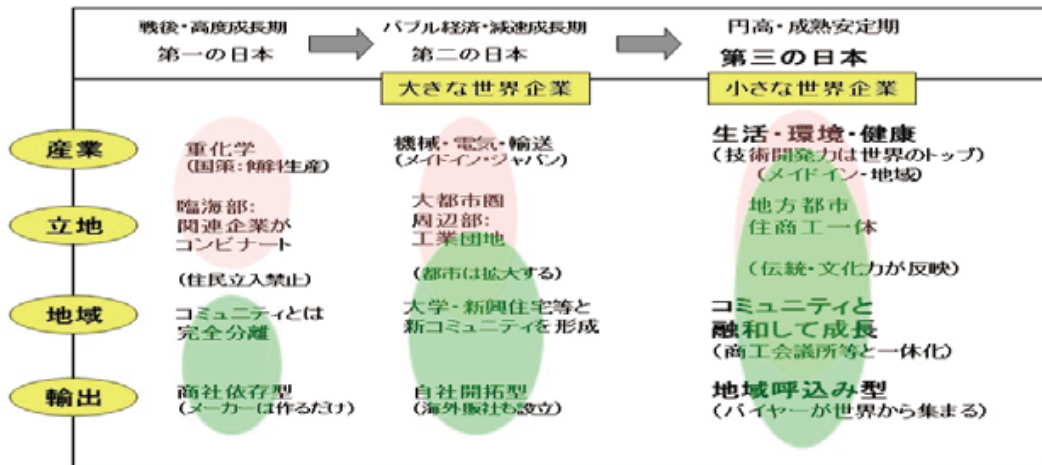 戦後・高度成長期
第一の日本
バブル経済・減速成長期
第二の日本
円高・成熟安定期
第三の日本
大きな世界企業
小さな世界企業
産業
重化学
(国策:傾斜生産)
機械・電気・輸送
(メイドイン・ジャパン)
生活・環境・健康
(技術開発力は世界のトップ)
(メイドイン・地域)
立地
臨海部:
関連企業が
コンビナート
(住民立入禁止)
大都市圏
周辺部:
工業団地
(都市は拡大する)
地方都市
住商工一体
(伝統・文化力が反映)
地域
コミュニティとは
完全分離
大学・新興住宅等と
新コミュニティを形成
コミュニティと
融和して成長
(商工会議所等と一体化)
輸出
商社依存型
(メーカーは作るだけ)
自社開拓型
(海外販社も設立)
地域呼込み型
(バイヤーが世界から集まる)